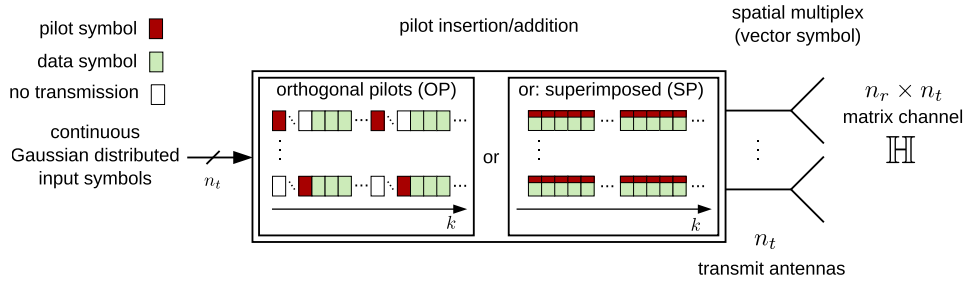 pilot symbol
data symbol
no transmission
continuous
Gaussian distributed
input symbols
n_t
pilot insertion/addition
orthogonal pilots (OP)
k
or
or: superimposed (SP)
k
spatial multiplex
(vector symbol)
n_r × n_t
matrix channel
ℍ
n_t
transmit antennas